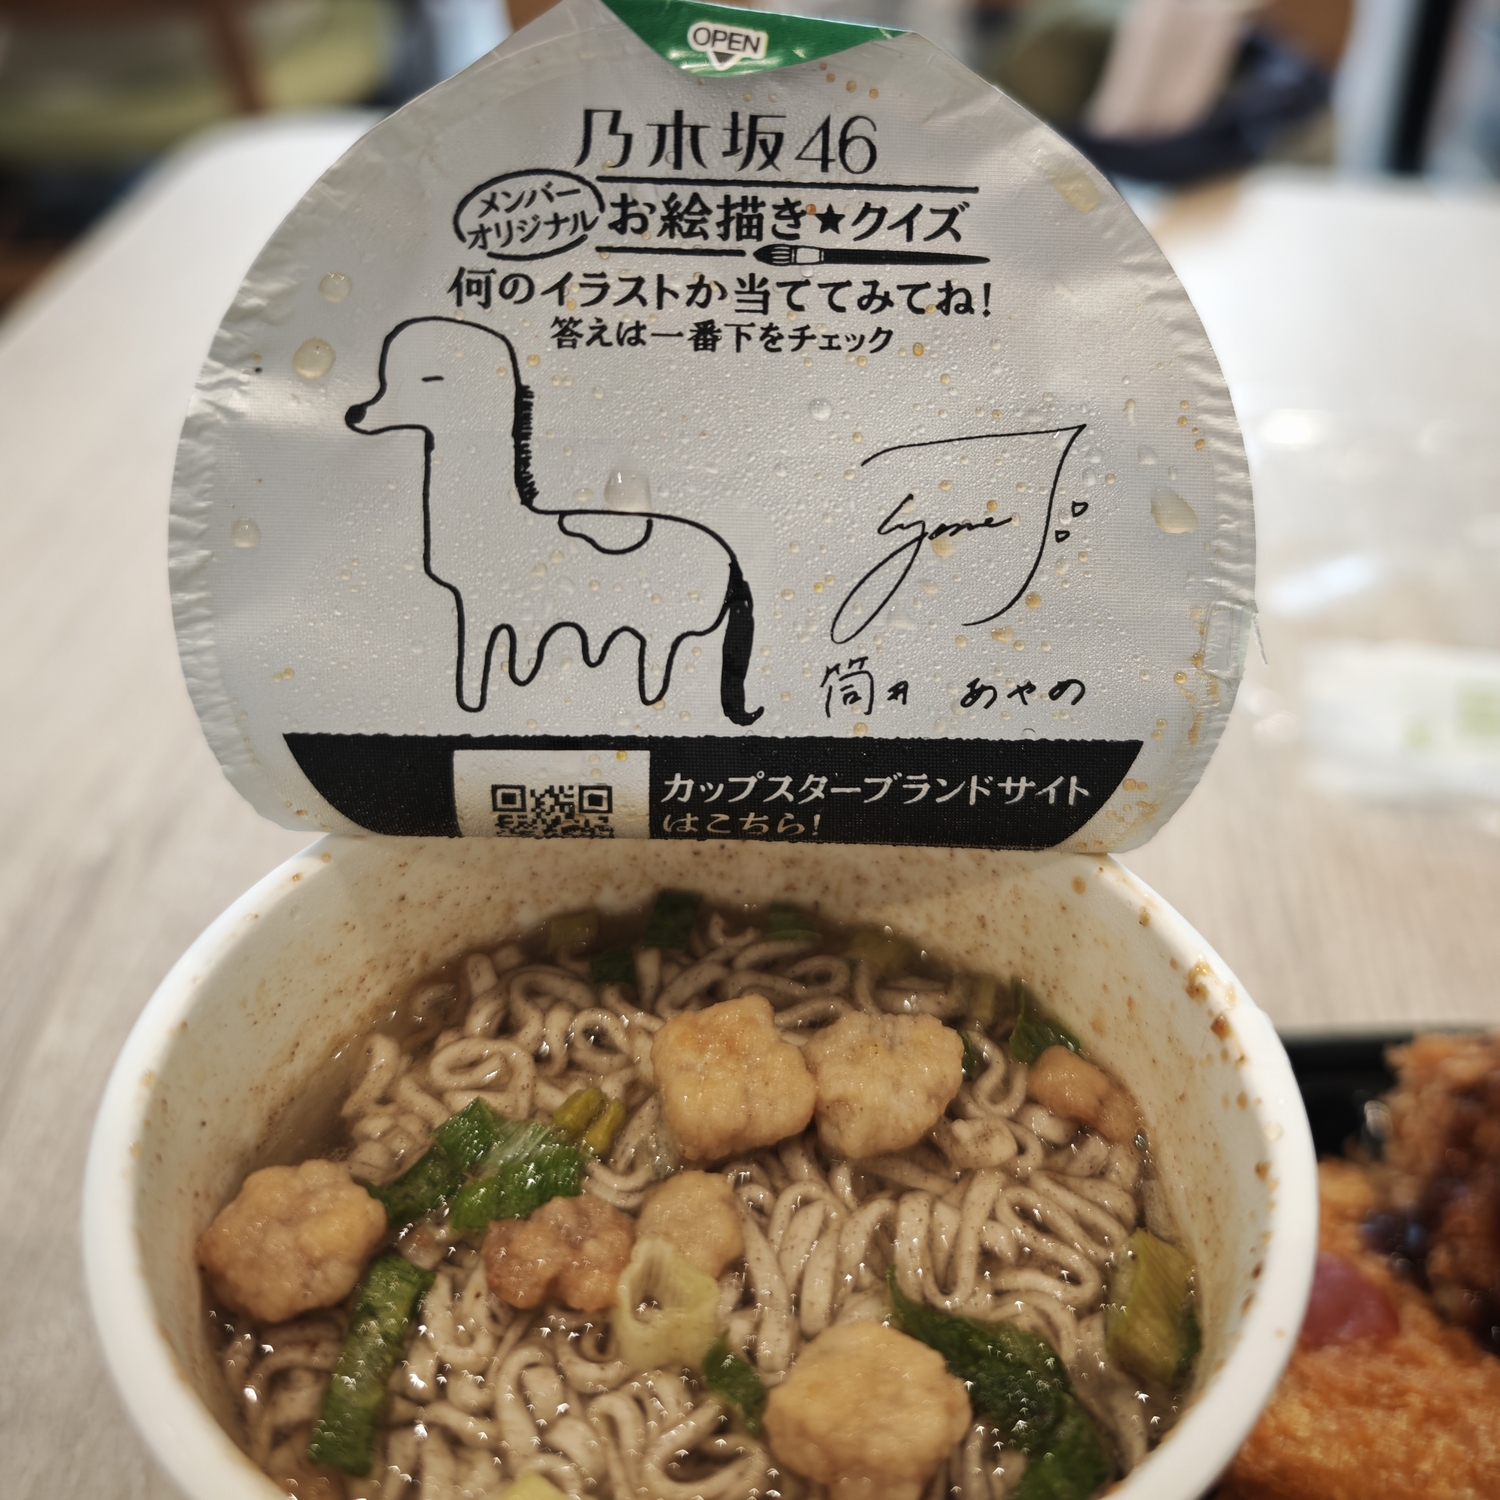 OPEN
乃木坂46
メンバー
オリジナル
お絵描き★クイズ
何のイラストか当ててみてね!
答えは一番下をチェック
筒井 あやめ
カップスターブランドサイト
はこちら!